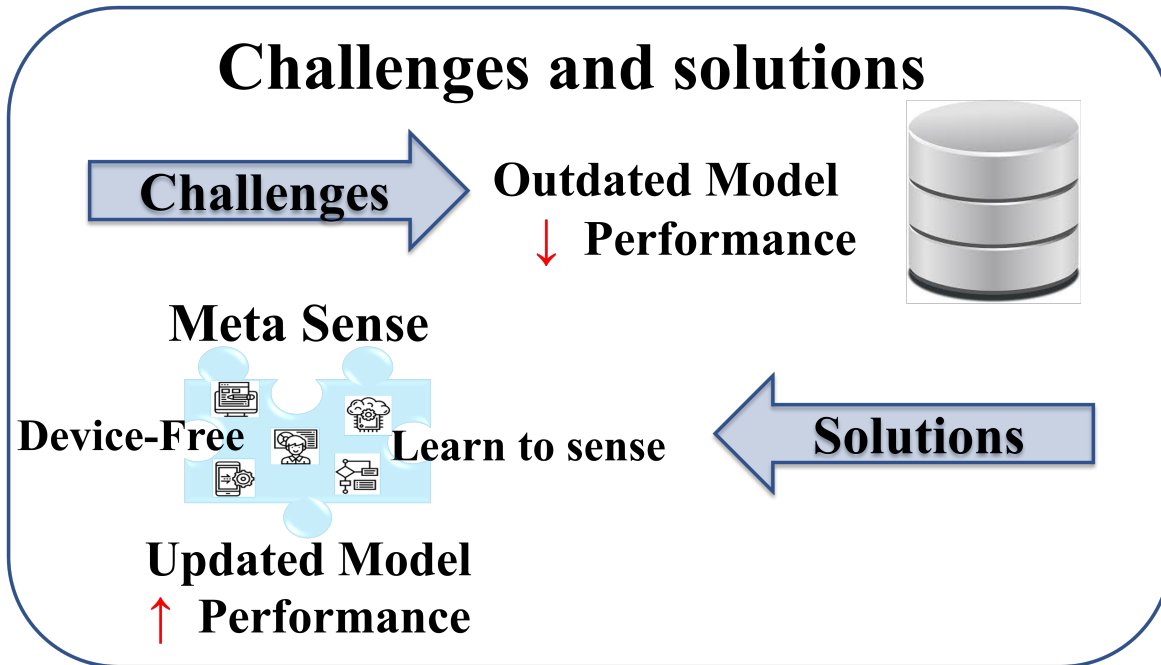 Challenges and solutions
Challenges
Outdated Model
↓ Performance
Meta Sense
Device-Free
Learn to sense
Solutions
Updated Model
↑ Performance